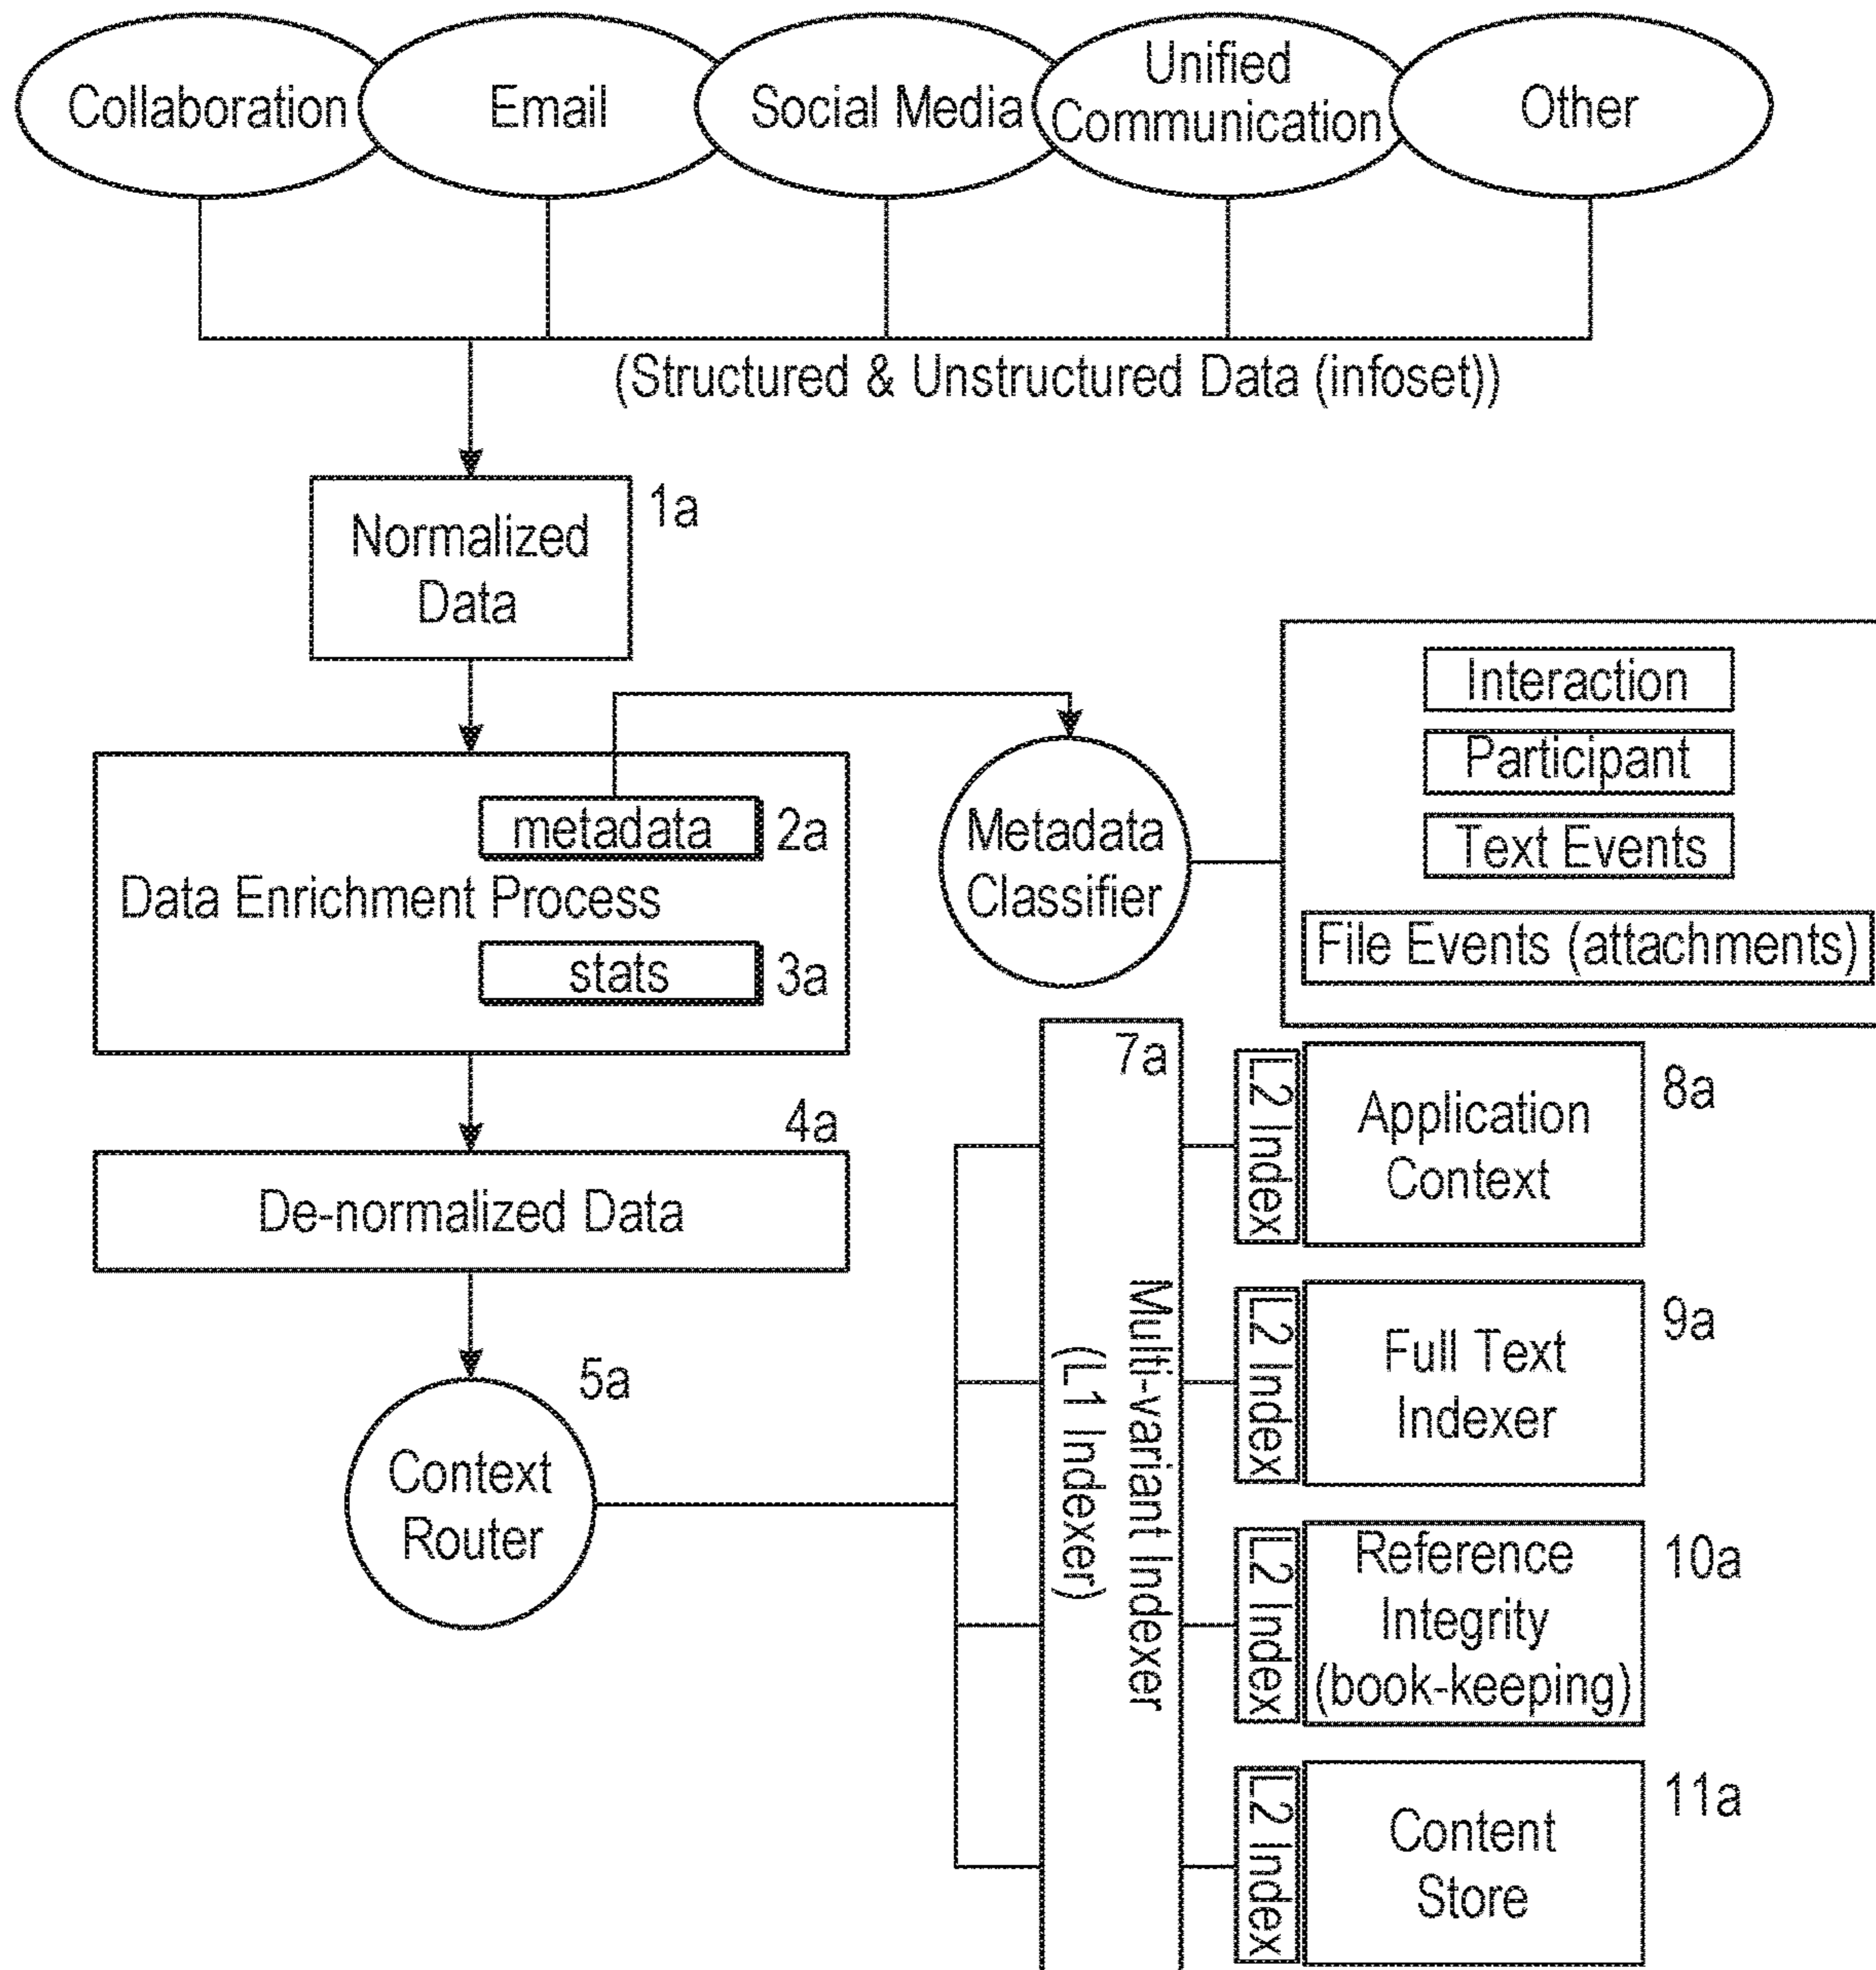 Collaboration
Email
Social Media
Unified
Communication
Other
(Structured & Unstructured Data (infoset))
Normalized
Data
1a
metadata
2a
Data Enrichment Process
stats
3a
Metadata
Classifier
Interaction
Participant
Text Events
File Events (attachments)
4a
De-normalized Data
5a
Context
Router
7a
Multi-variant Indexer
(L1 Indexer)
L2 Index
Application
Context
8a
L2 Index
Full Text
Indexer
9a
L2 Index
Reference
Integrity
(book-keeping)
10a
L2 Index
Content
Store
11a